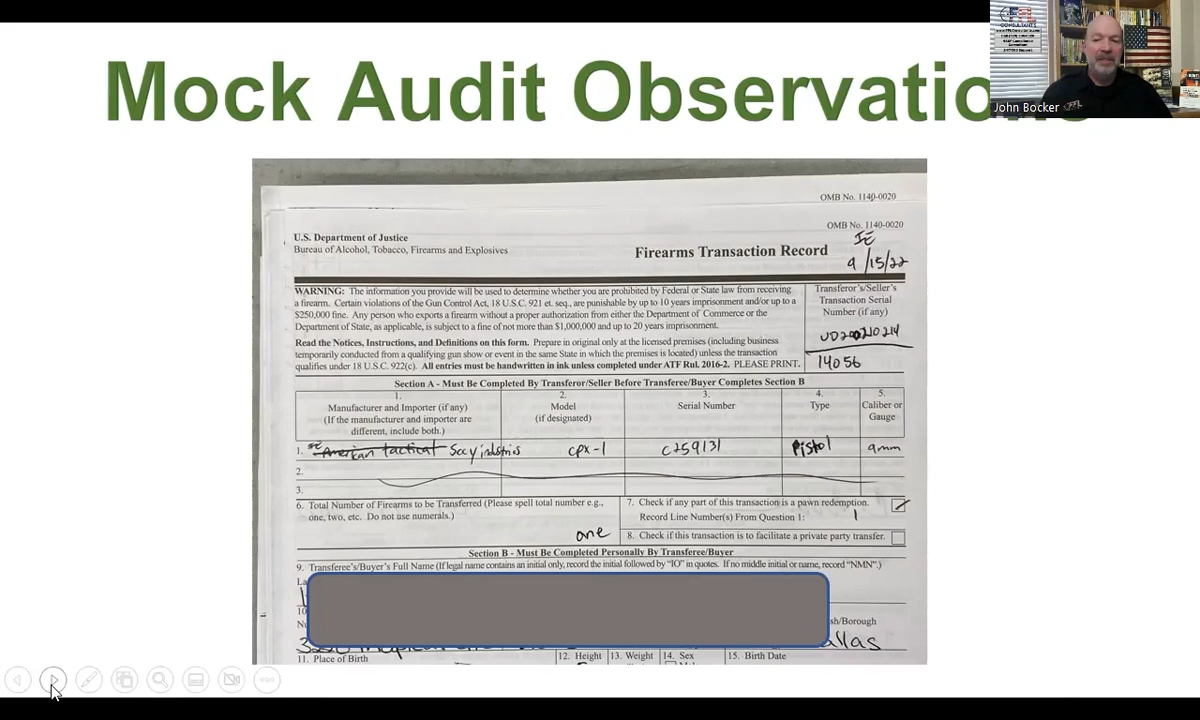 Mock Audit Observation
John Bocker
OMB No. 1140-0020
OMB No. 1140-0020
U.S. Department of Justice
Bureau of Alcohol, Tobacco, Firearms and Explosives
Firearms Transaction Record
9/15/22
WARNING: The information you provide will be used to determine whether you are prohibited by Federal or State law from receiving
a firearm. Certain violations of the Gun Control Act, 18 U.S.C. 921 et. seq., are punishable by up to 10 years imprisonment and/or up to a
$250,000 fine. Any person who exports a firearm without a proper authorization from either the Department of Commerce or the
Department of State, as applicable, is subject to a fine of not more than $1,000,000 and up to 20 years imprisonment.
Transferor's/Seller's
Transaction Serial
Number (if any)
14056
Read the Notices, Instructions, and Definitions on this form. Prepare in original only at the licensed premises (including business
temporarily conducted from a qualifying gun show or event in the same State in which the premises is located) unless the transaction
qualifies under 18 U.S.C. 922(c). All entries must be handwritten in ink unless completed under ATF Rul. 2016-2. PLEASE PRINT.
Section A - Must Be Completed By Transferor/Seller Before Transferee/Buyer Completes Section B
1.
Manufacturer and Importer (if any)
(If the manufacturer and importer are
different, include both.)
2.
Model
(if designated)
3.
Serial Number
4.
Type
5.
Caliber or
Gauge
1. American tactical Sccy industries cpx-1 C259131 Pistol 9mm
2.
3.
6. Total Number of Firearms to be Transferred (Please spell total number e.g.,
one, two, etc. Do not use numerals.)
one
7. Check if any part of this transaction is a pawn redemption.
Record Line Number(s) From Question 1: 1
8. Check if this transaction is to facilitate a private party transfer.
Section B - Must Be Completed Personally By Transferee/Buyer
9. Transferee's/Buyer's Full Name (If legal name contains an initial only, record the initial followed by "IO" in quotes. If no middle initial or name, record "NMN".)
11. Place of Birth
12. Height
13. Weight
14. Sex
15. Birth Date